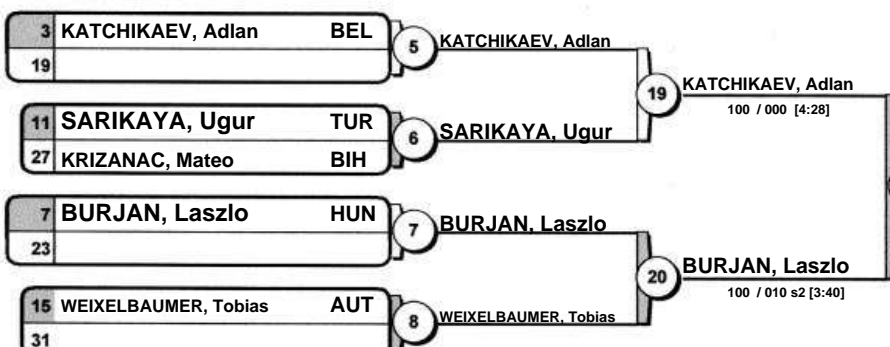 3 KATCHIKAEV, Adlan BEL
19
5
KATCHIKAEV, Adlan
11 SARIKAYA, Ugur TUR
27 KRIZANAC, Mateo BIH
6
SARIKAYA, Ugur
19
KATCHIKAEV, Adlan
100 / 000 [4:28]
7 BURJAN, Laszlo HUN
23
7
BURJAN, Laszlo
15 WEIXELBAUMER, Tobias AUT
31
8
WEIXELBAUMER, Tobias
20
BURJAN, Laszlo
100 / 010 s2 [3:40]